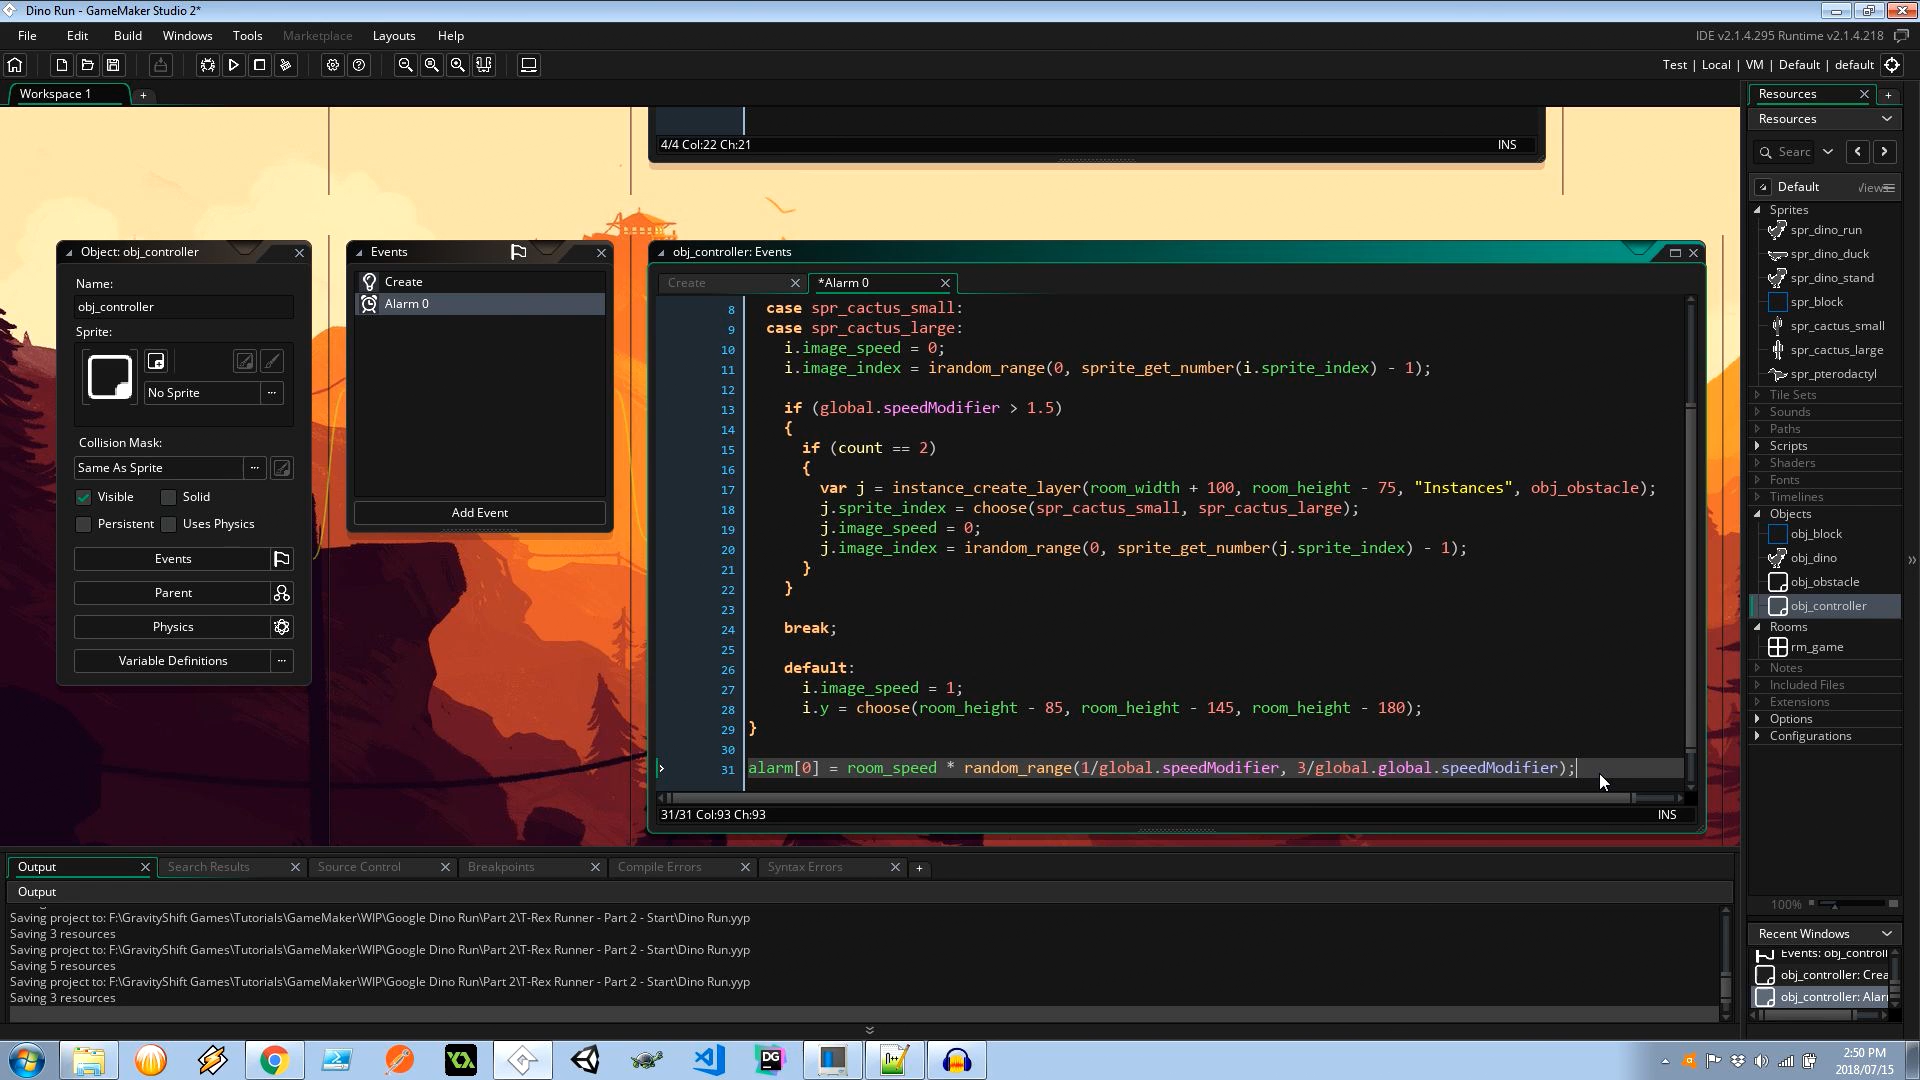 Dino Run - GameMaker Studio 2*
File Edit Build Windows Tools Marketplace Layouts Help
IDE v2.1.4.295 Runtime v2.1.4.218
Test | Local | VM | Default | default
Workspace 1
4/4 Col:22 Ch:21 INS
Object: obj_controller
Name:
obj_controller
Sprite:
No Sprite
Collision Mask:
Same As Sprite
Visible Solid
Persistent Uses Physics
Events
Parent
Physics
Variable Definitions
Events
Create
Alarm 0
Add Event
obj_controller: Events
Create *Alarm 0
8 case spr_cactus_small:
9 case spr_cactus_large:
10 i.image_speed = 0;
11 i.image_index = irandom_range(0, sprite_get_number(i.sprite_index) - 1);
12
13 if (global.speedModifier > 1.5)
14 {
15 if (count == 2)
16 {
17 var j = instance_create_layer(room_width + 100, room_height - 75, "Instances", obj_obstacle);
18 j.sprite_index = choose(spr_cactus_small, spr_cactus_large);
19 j.image_speed = 0;
20 j.image_index = irandom_range(0, sprite_get_number(j.sprite_index) - 1);
21 }
22 }
23
24 break;
25
26 default:
27 i.image_speed = 1;
28 i.y = choose(room_height - 85, room_height - 145, room_height - 180);
29 }
30
31 alarm[0] = room_speed * random_range(1/global.speedModifier, 3/global.global.speedModifier);
31/31 Col:93 Ch:93 INS
Resources
Resources
Searc
Default
Views
Sprites
spr_dino_run
spr_dino_duck
spr_dino_stand
spr_block
spr_cactus_small
spr_cactus_large
spr_pterodactyl
Tile Sets
Sounds
Paths
Scripts
Shaders
Fonts
Timelines
Objects
obj_block
obj_dino
obj_obstacle
obj_controller
Rooms
rm_game
Notes
Included Files
Extensions
Options
Configurations
100%
Recent Windows
Events: obj_controll
obj_controller: Crea
obj_controller: Alar
Output Search Results Source Control Breakpoints Compile Errors Syntax Errors
Output
Saving project to: F:\GravityShift Games\Tutorials\GameMaker\WIP\Google Dino Run\Part 2\T-Rex Runner - Part 2 - Start\Dino Run.yyp
Saving 3 resources
Saving project to: F:\GravityShift Games\Tutorials\GameMaker\WIP\Google Dino Run\Part 2\T-Rex Runner - Part 2 - Start\Dino Run.yyp
Saving 5 resources
Saving project to: F:\GravityShift Games\Tutorials\GameMaker\WIP\Google Dino Run\Part 2\T-Rex Runner - Part 2 - Start\Dino Run.yyp
Saving 3 resources
DG
2:50 PM
2018/07/15